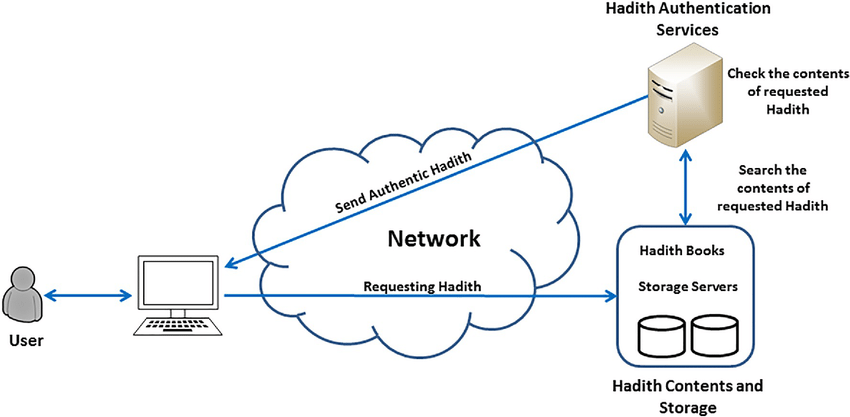 Hadith Authentication
Services
Check the contents
of requested
Hadith
Send Authentic Hadith
Search the
contents of
requested Hadith
Network
Hadith Books
Requesting Hadith
Storage Servers
User
Hadith Contents and
Storage